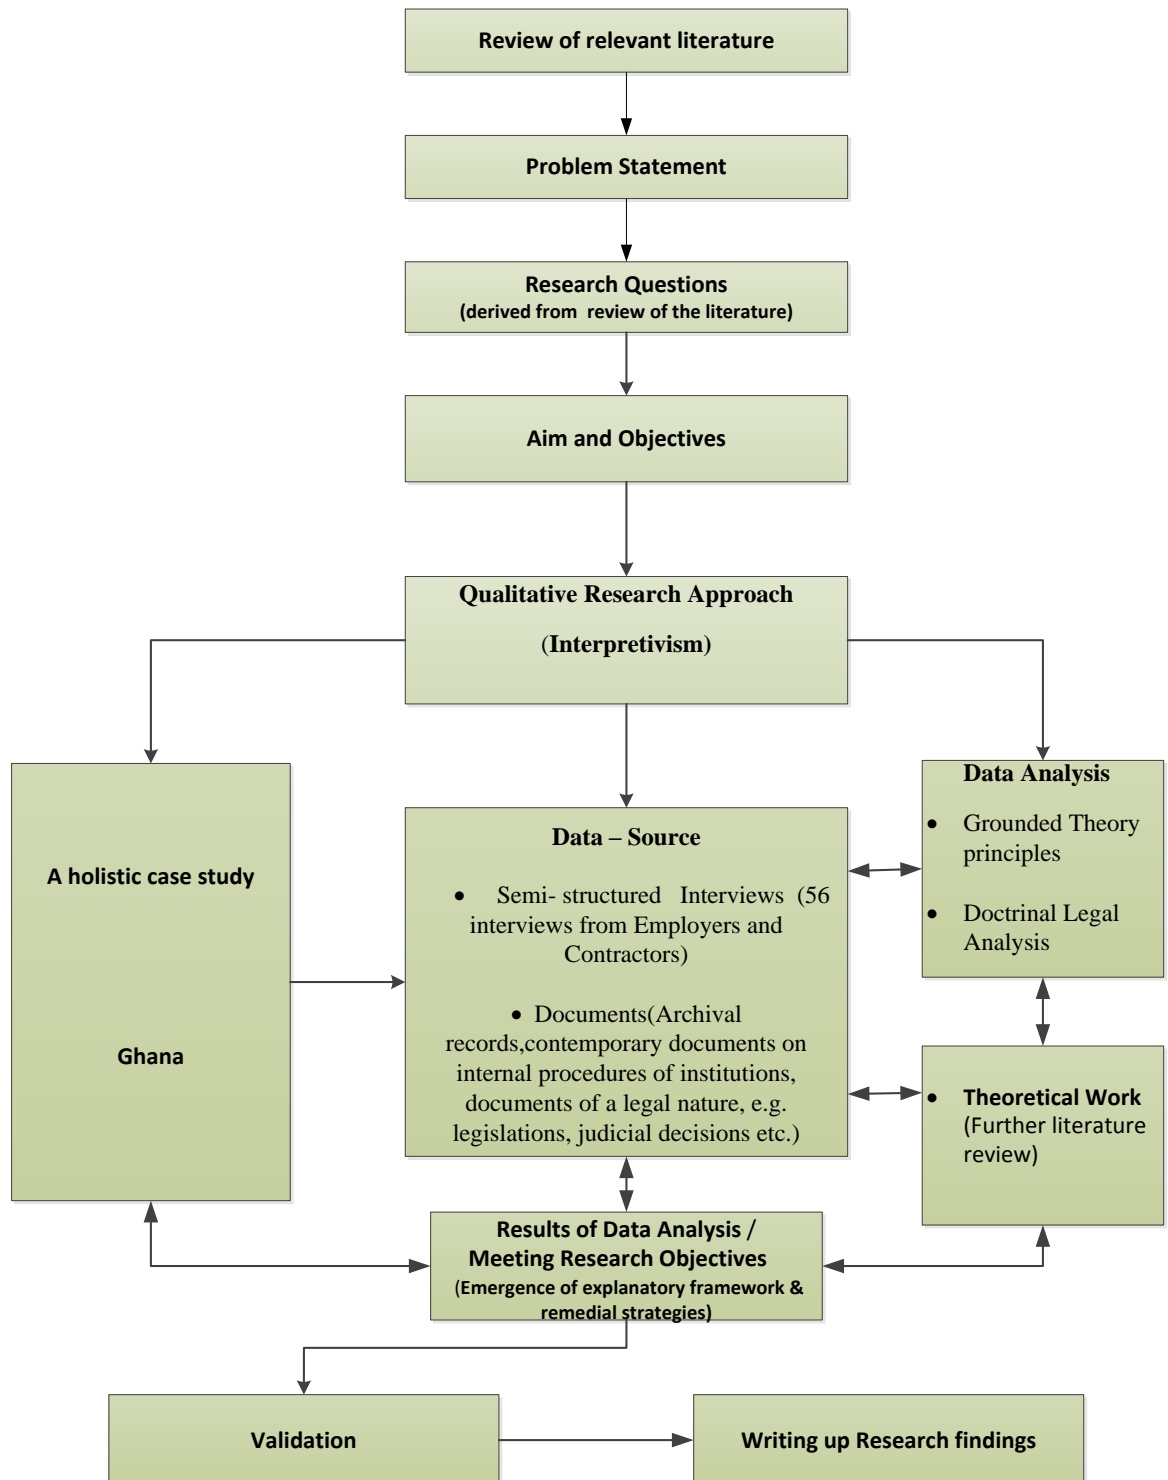 Review of relevant literature
Problem Statement
Research Questions
(derived from review of the literature)
Aim and Objectives
Qualitative Research Approach
(Interpretivism)
A holistic case study
Ghana
Data – Source
• Semi- structured Interviews (56
interviews from Employers and
Contractors)
• Documents(Archival
records,contemporary documents on
internal procedures of institutions,
documents of a legal nature, e.g.
legislations, judicial decisions etc.)
Data Analysis
• Grounded Theory
principles
• Doctrinal Legal
Analysis
• Theoretical Work
(Further literature
review)
Results of Data Analysis /
Meeting Research Objectives
(Emergence of explanatory framework &
remedial strategies)
Validation
Writing up Research findings